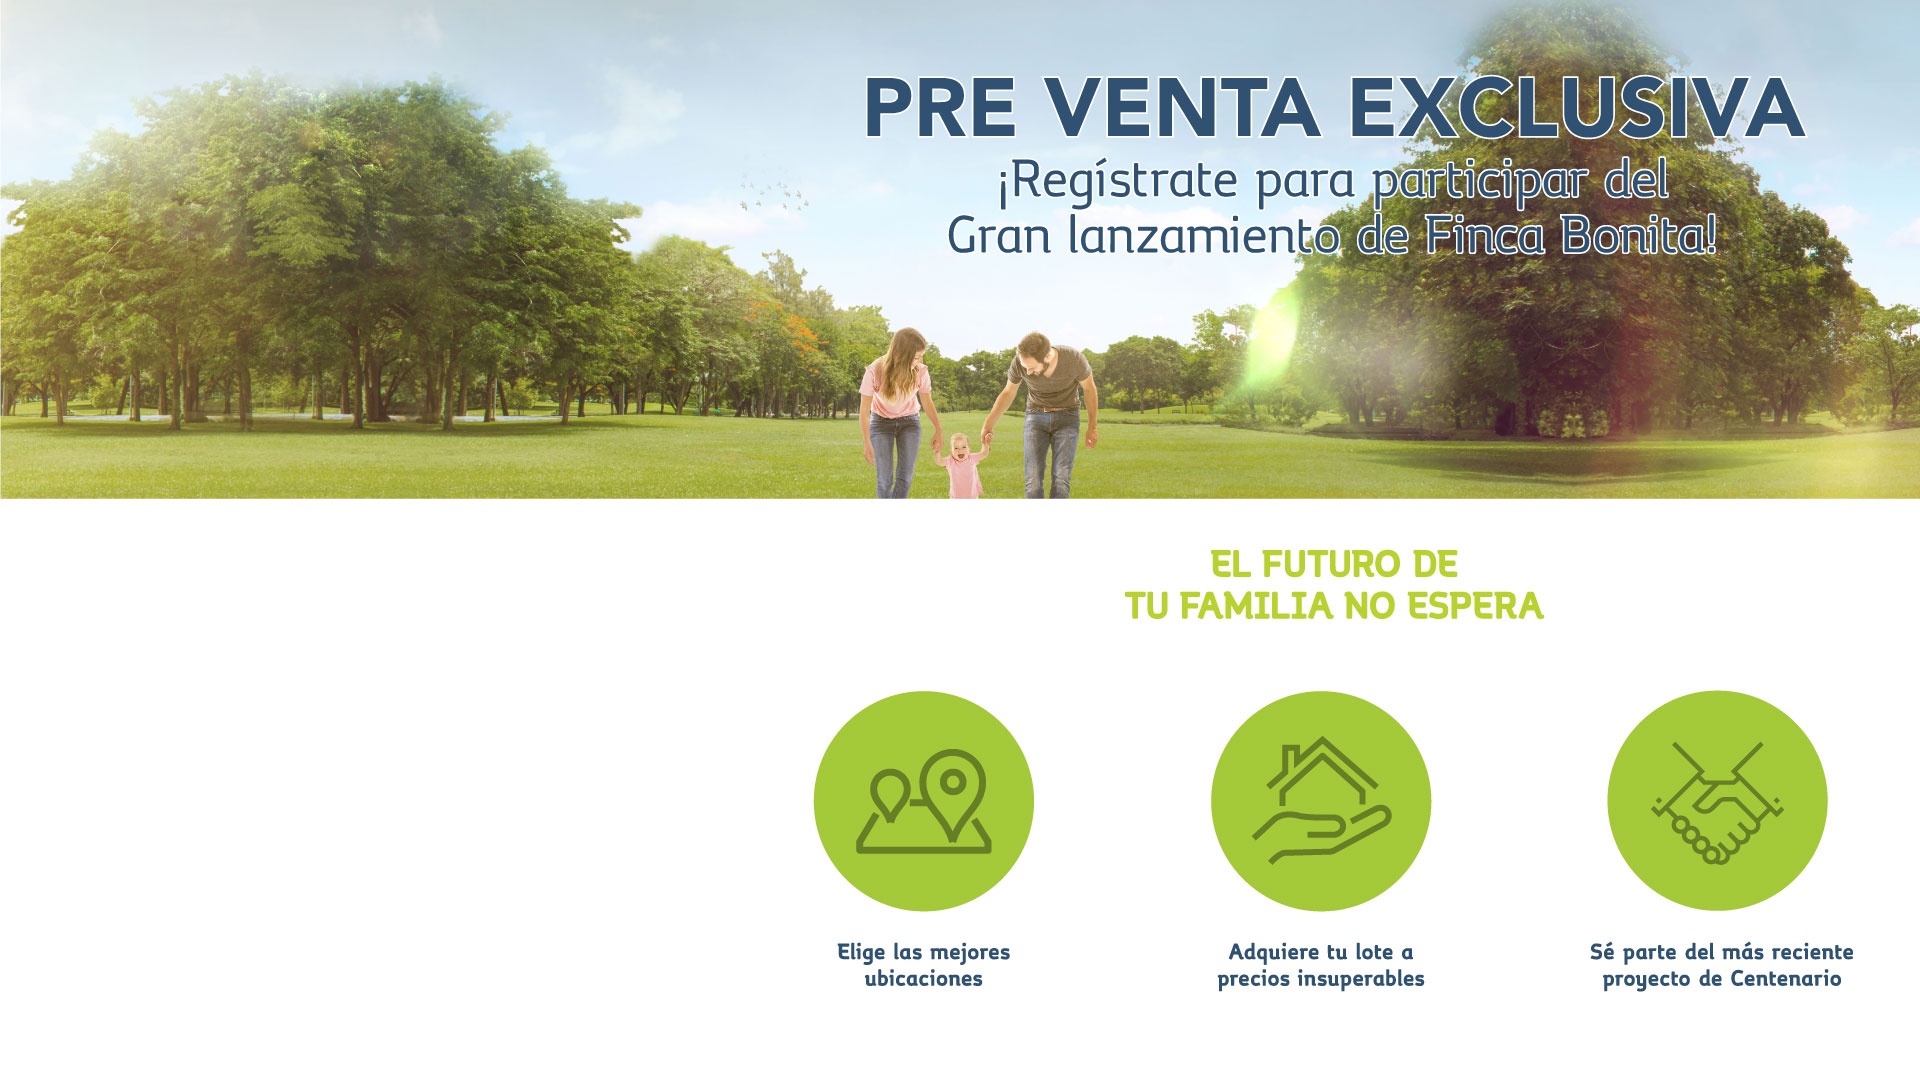 PRE VENTA EXCLUSIVA
¡Regístrate para participar del
Gran lanzamiento de Finca Bonita!
EL FUTURO DE
TU FAMILIA NO ESPERA
Elige las mejores
ubicaciones
Adquiere tu lote a
precios insuperables
Sé parte del más reciente
proyecto de Centenario